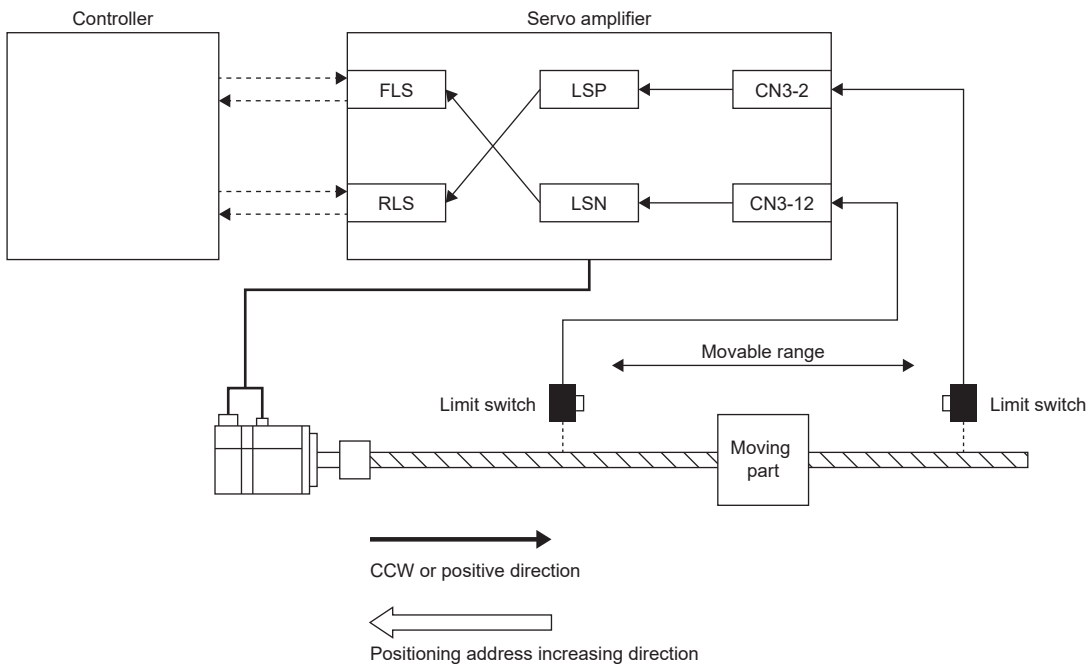 Controller
Servo amplifier
FLS
LSP
CN3-2
RLS
LSN
CN3-12
Movable range
Limit switch
Limit switch
Moving
part
CCW or positive direction
Positioning address increasing direction